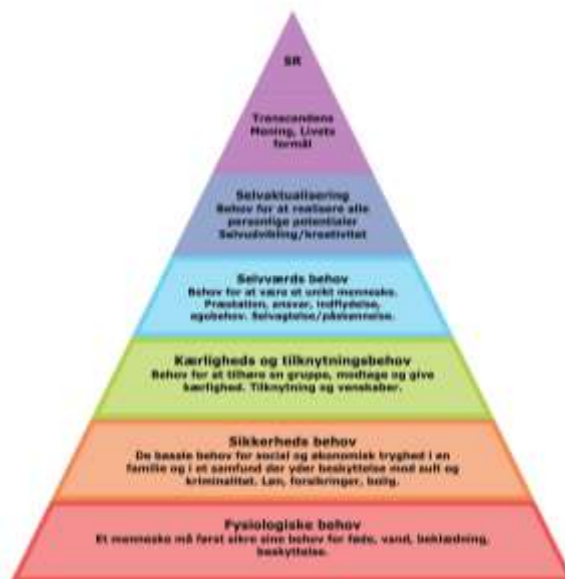 SR
Transcendens
Mening, Livets
formål
Selvaktualisering
Behov for at realisere alle
personlige potentialer
Selvudvikling/kreativitet
Selvværds behov
Behov for at være et unikt menneske.
Præstation, ansvar, indflydelse,
egobehov. Selvagtelse/påskønnelse.
Kærligheds og tilknytningsbehov
Behov for at tilhøre en gruppe, modtage og give
kærlighed. Tilknytning og venskaber.
Sikkerheds behov
De basale behov for social og økonomisk tryghed i en
familie og i et samfund der yder beskyttelse mod sult og
kriminalitet. Løn, forsikringer, bolig.
Fysiologiske behov
Et menneske må først sikre sine behov for føde, vand, beklædning,
beskyttelse.